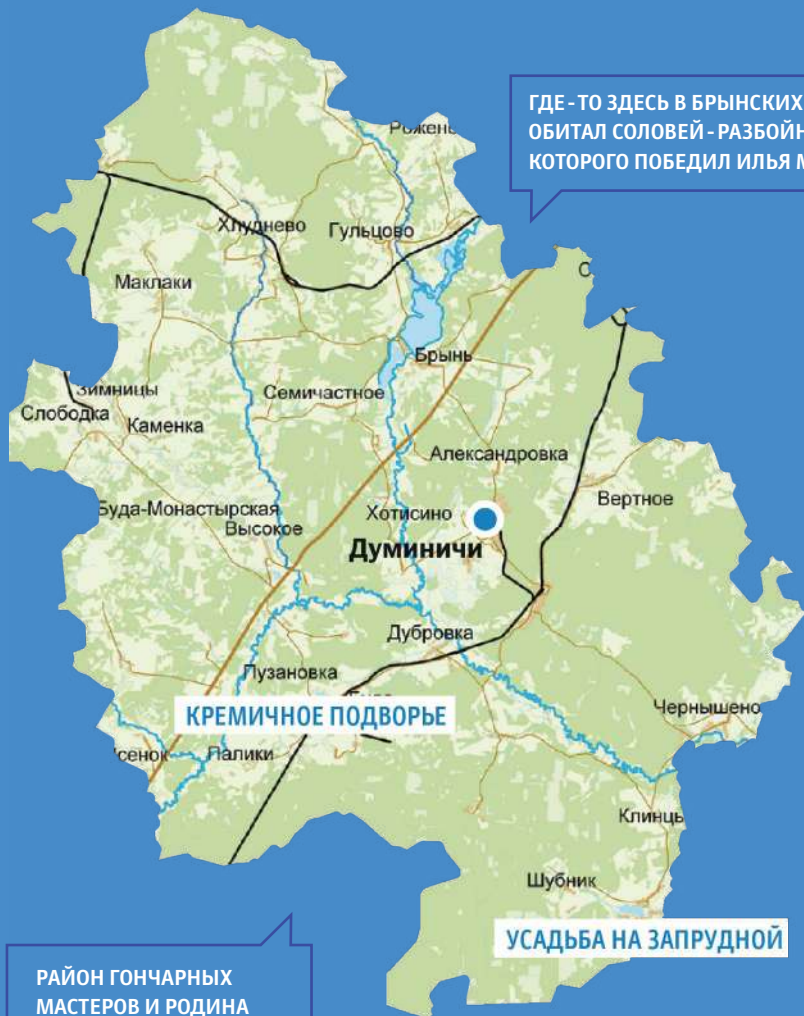 ГДЕ-ТО ЗДЕСЬ В БРЫНСКИХ
ОБИТАЛ СОЛОВЕЙ-РАЗБОЙН
КОТОРОГО ПОБЕДИЛ ИЛЬЯ М
Хлуднево
Гульцово
Маклаки
Брынь
Зимницы
Семичастное
Слободка
Каменка
Александровка
Вертное
Буда-Монастырская
Хотисино
Высокое
Думиничи
Дубровка
Пузановка
КРЕМИЧНОЕ ПОДВОРЬЕ
Чернышено
Палики
Клинцы
Шубник
УСАДЬБА НА ЗАПРУДНОЙ
РАЙОН ГОНЧАРНЫХ
МАСТЕРОВ И РОДИНА